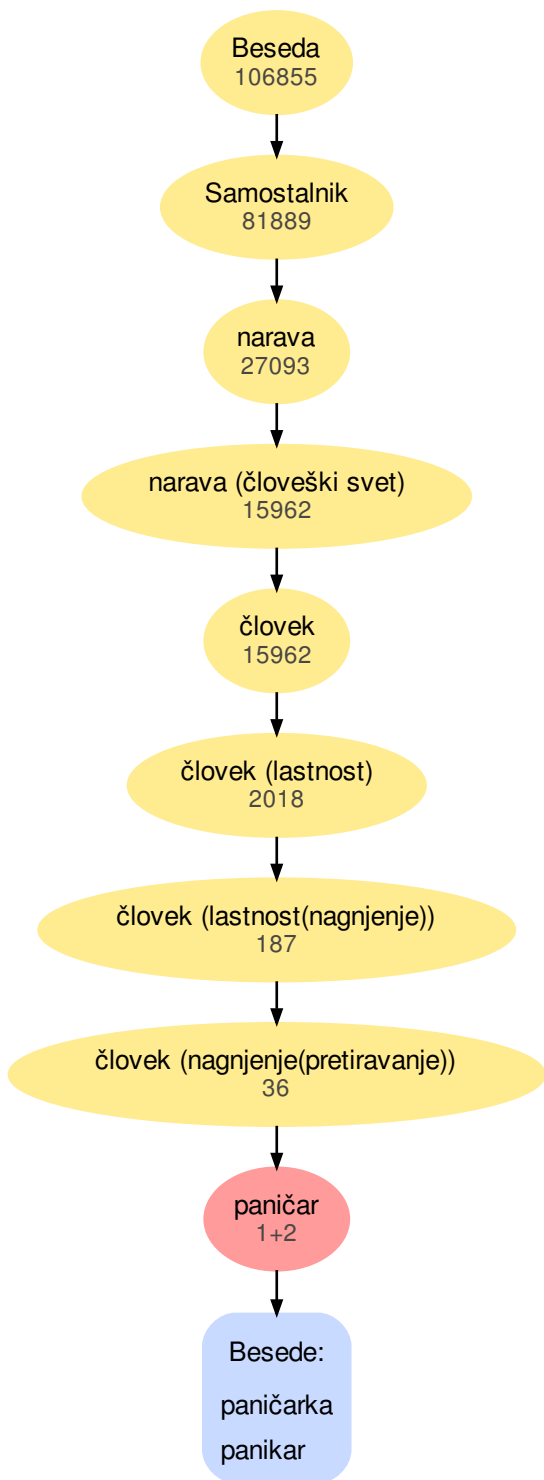 Beseda
106855
Samostalnik
81889
narava
27093
narava (človeški svet)
15962
človek
15962
človek (lastnost)
2018
človek (lastnost(nagnjenje))
187
človek (nagnjenje(pretiravanje))
36
paničar
1+2
Besede:
paničarka
panikar